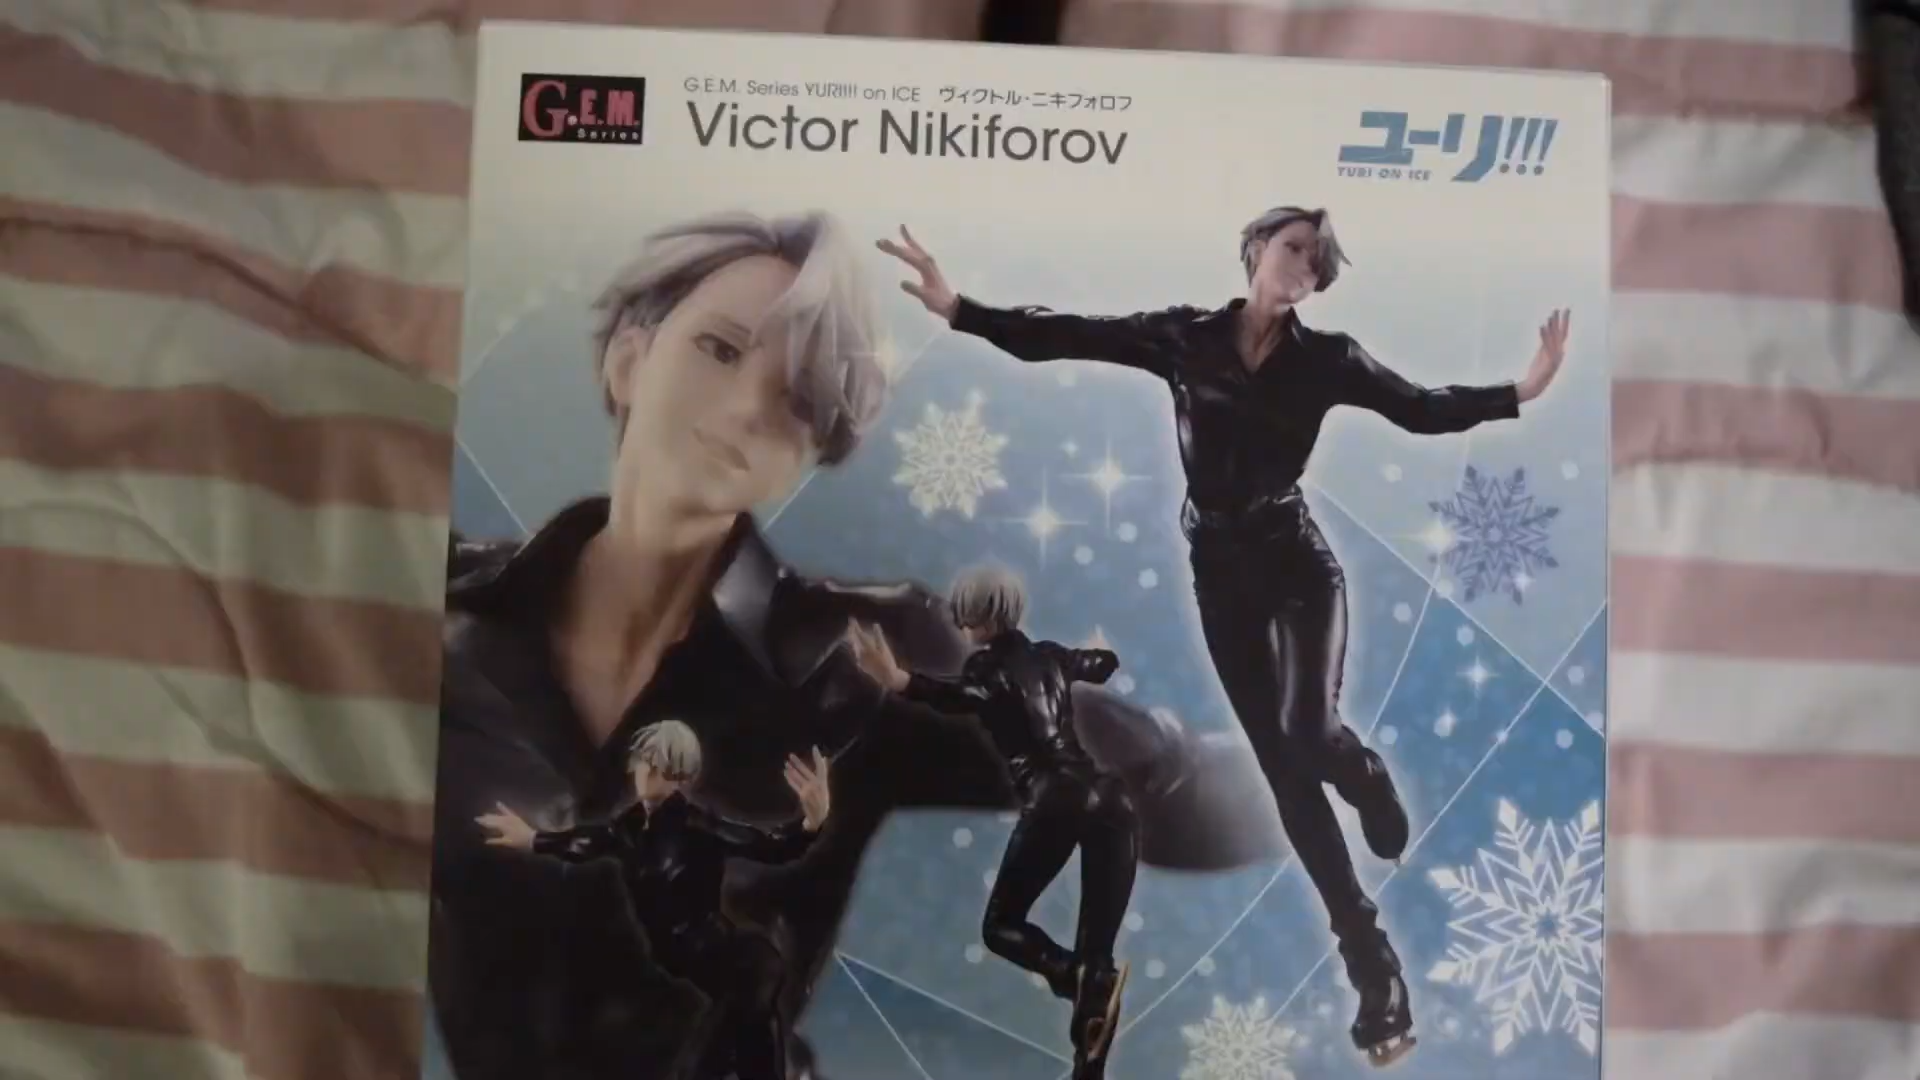 G.E.M.
Series
G.E.M. Series YURI!!! on ICE ヴィクトル・ニキフォロフ
Victor Nikiforov
ユーリ!!!
YURI ON ICE